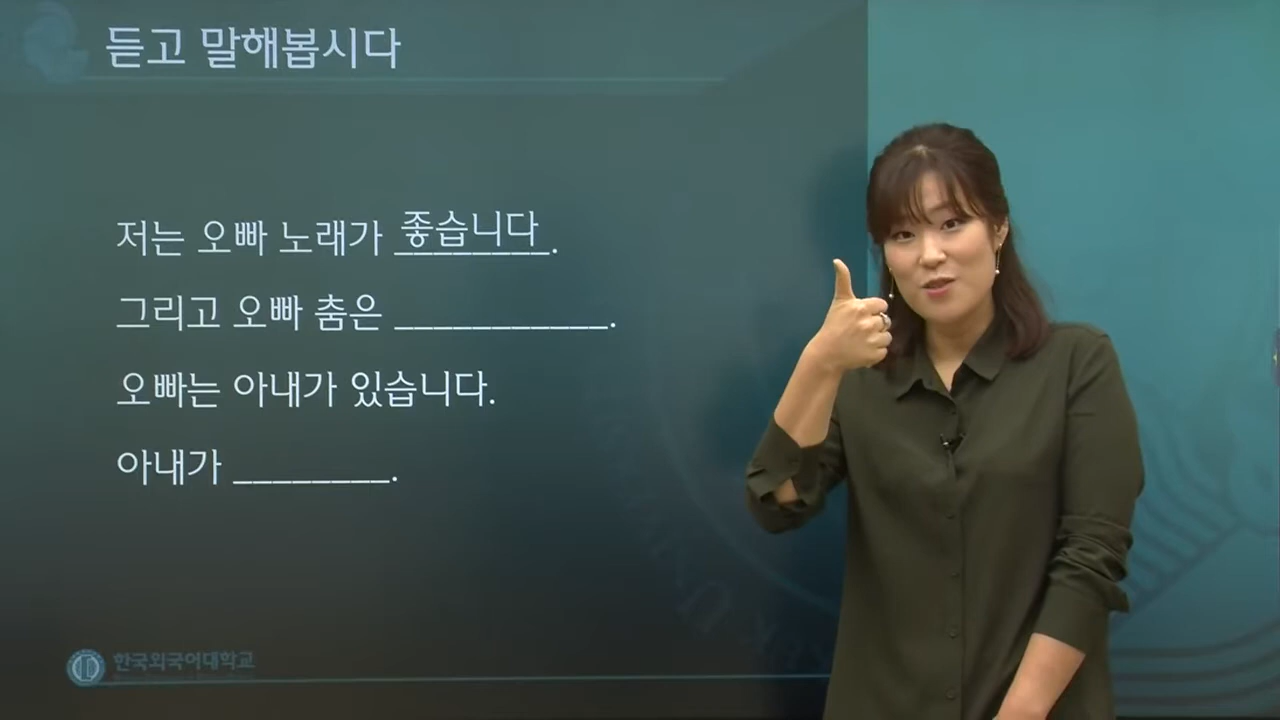 듣고 말해봅시다
저는 오빠 노래가 좋습니다.
그리고 오빠 춤은 ___________.
오빠는 아내가 있습니다.
아내가 ________.
한국외국어대학교